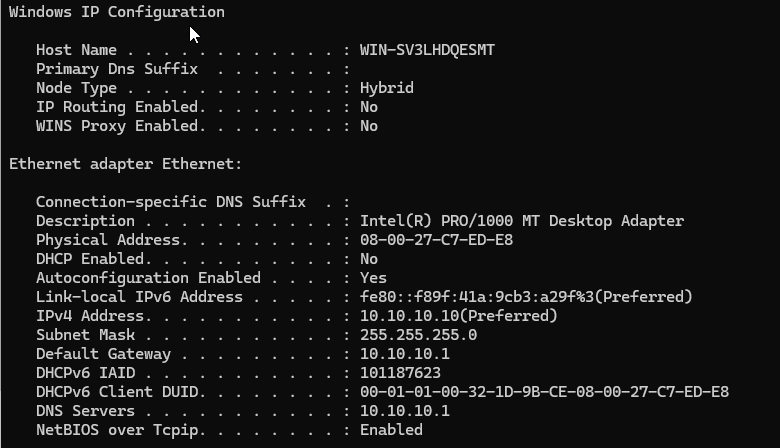 Windows IP Configuration
Host Name . . . . . . . . . . . . : WIN-SV3LHDQESMT
Primary Dns Suffix  . . . . . . . :
Node Type . . . . . . . . . . . . : Hybrid
IP Routing Enabled. . . . . . . . : No
WINS Proxy Enabled. . . . . . . . : No
Ethernet adapter Ethernet:
Connection-specific DNS Suffix  . :
Description . . . . . . . . . . . : Intel(R) PRO/1000 MT Desktop Adapter
Physical Address. . . . . . . . . : 08-00-27-C7-ED-E8
DHCP Enabled. . . . . . . . . . . : No
Autoconfiguration Enabled . . . . : Yes
Link-local IPv6 Address . . . . . : fe80::f89f:41a:9cb3:a29f%3(Preferred)
IPv4 Address. . . . . . . . . . . : 10.10.10.10(Preferred)
Subnet Mask . . . . . . . . . . . : 255.255.255.0
Default Gateway . . . . . . . . . : 10.10.10.1
DHCPv6 IAID . . . . . . . . . . . : 101187623
DHCPv6 Client DUID. . . . . . . . : 00-01-01-00-32-1D-9B-CE-08-00-27-C7-ED-E8
DNS Servers . . . . . . . . . . . : 10.10.10.1
NetBIOS over Tcpip. . . . . . . . : Enabled